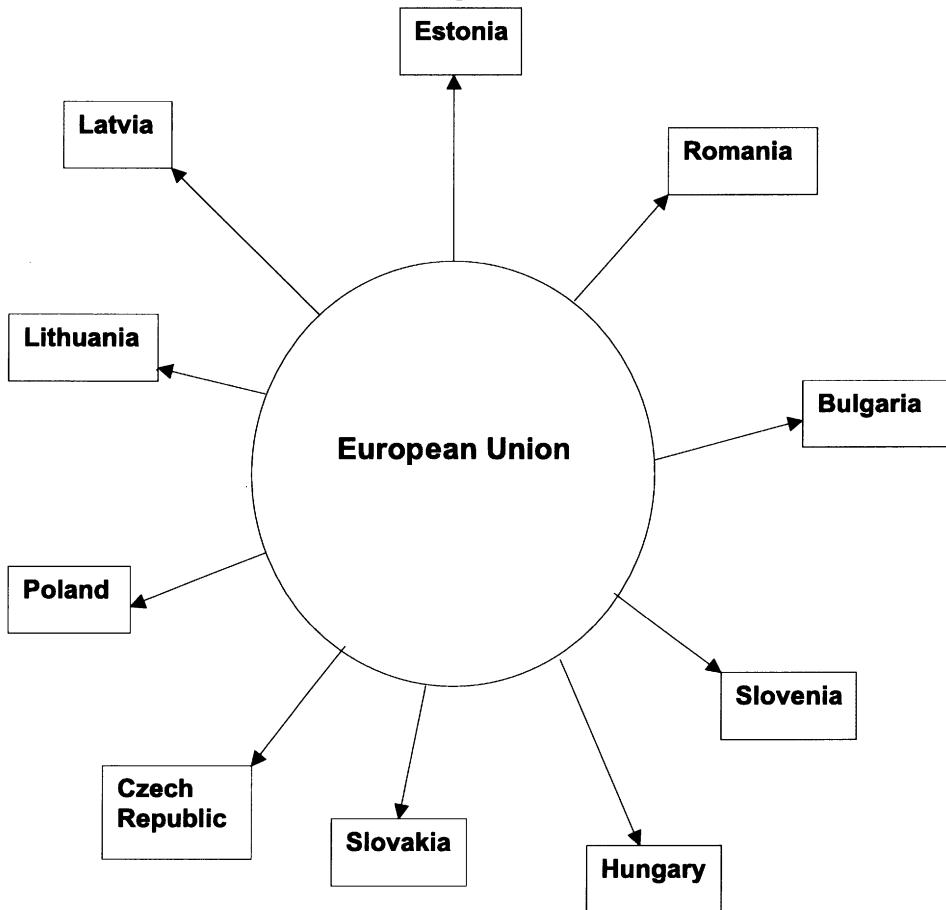 Estonia
Latvia
Romania
Lithuania
Bulgaria
European Union
Poland
Slovenia
Czech
Republic
Slovakia
Hungary